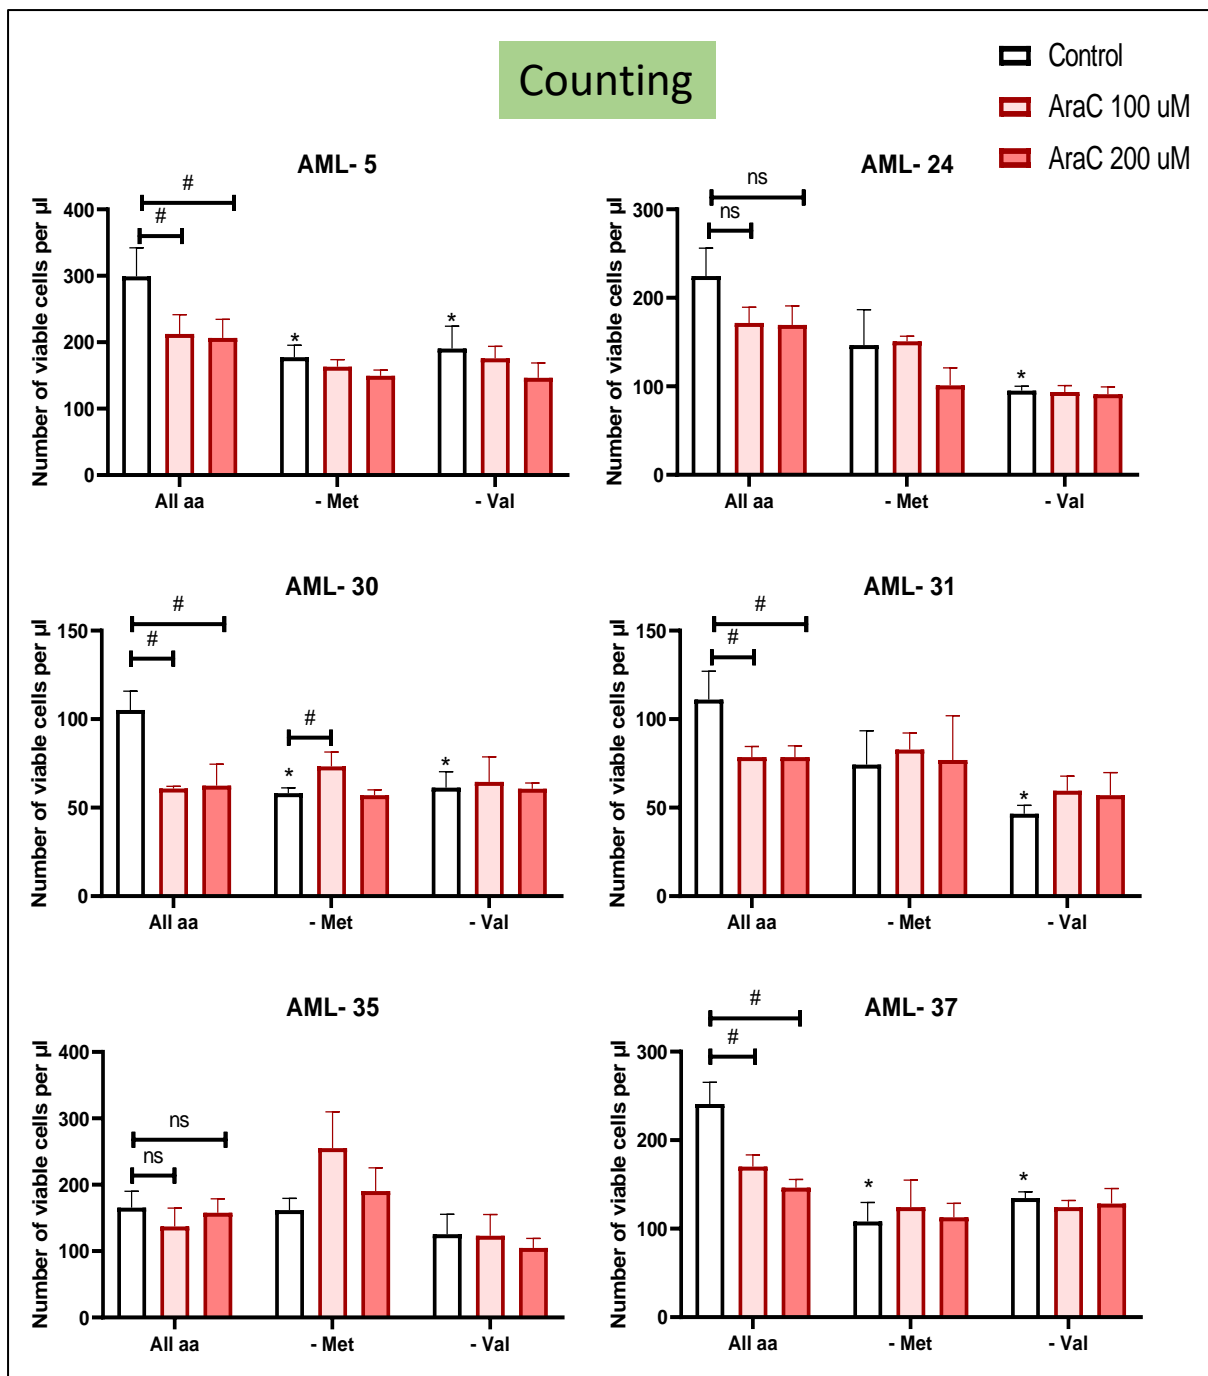 Counting
Control
AraC 100 uM
AraC 200 uM
AML- 5
Number of viable cells per µl
400
300
200
100
0
#
#
*
*
All aa
- Met
- Val
AML- 24
Number of viable cells per µl
300
200
100
0
ns
ns
*
All aa
- Met
- Val
AML- 30
Number of viable cells per µl
150
100
50
0
#
#
#
*
*
All aa
- Met
- Val
AML- 31
Number of viable cells per µl
150
100
50
0
#
#
*
All aa
- Met
- Val
AML- 35
Number of viable cells per µl
400
300
200
100
0
ns
ns
All aa
- Met
- Val
AML- 37
Number of viable cells per µl
300
200
100
0
#
#
*
*
All aa
- Met
- Val